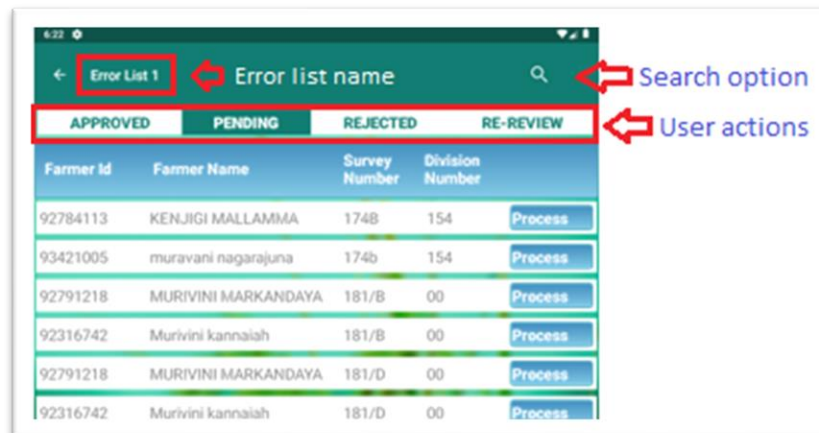 6:22
Error List 1 Error list name Search option
APPROVED PENDING REJECTED RE-REVIEW User actions
Farmer Id Farmer Name Survey Number Division Number
92784113 KENJIGI MALLAMMA 174B 154 Process
93421005 muravani nagarajuna 174b 154 Process
92791218 MURIVINI MARKANDAYA 181/B 00 Process
92316742 Murivini kannaiah 181/B 00 Process
92791218 MURIVINI MARKANDAYA 181/D 00 Process
92316742 Murivini kannaiah 181/D 00 Process